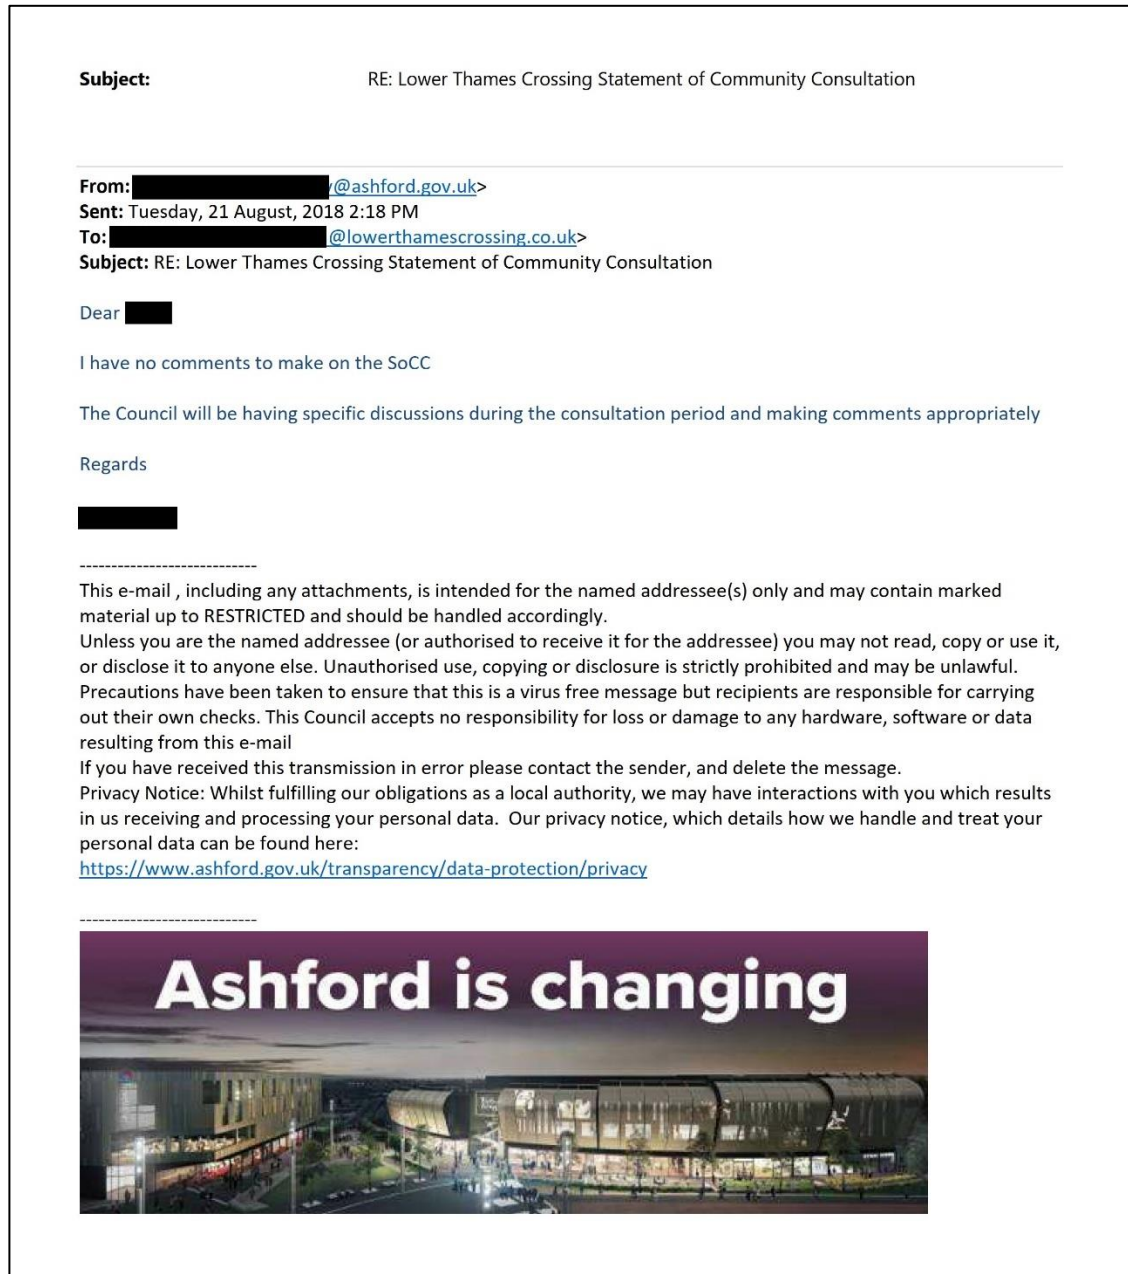 Subject: RE: Lower Thames Crossing Statement of Community Consultation
From: y@ashford.gov.uk>
Sent: Tuesday, 21 August, 2018 2:18 PM
To: @lowerthamescrossing.co.uk>
Subject: RE: Lower Thames Crossing Statement of Community Consultation
Dear
I have no comments to make on the SoCC
The Council will be having specific discussions during the consultation period and making comments appropriately
Regards
----------------------------
This e-mail , including any attachments, is intended for the named addressee(s) only and may contain marked
material up to RESTRICTED and should be handled accordingly.
Unless you are the named addressee (or authorised to receive it for the addressee) you may not read, copy or use it,
or disclose it to anyone else. Unauthorised use, copying or disclosure is strictly prohibited and may be unlawful.
Precautions have been taken to ensure that this is a virus free message but recipients are responsible for carrying
out their own checks. This Council accepts no responsibility for loss or damage to any hardware, software or data
resulting from this e-mail
If you have received this transmission in error please contact the sender, and delete the message.
Privacy Notice: Whilst fulfilling our obligations as a local authority, we may have interactions with you which results
in us receiving and processing your personal data.  Our privacy notice, which details how we handle and treat your
personal data can be found here:
https://www.ashford.gov.uk/transparency/data-protection/privacy
----------------------------
Ashford is changing